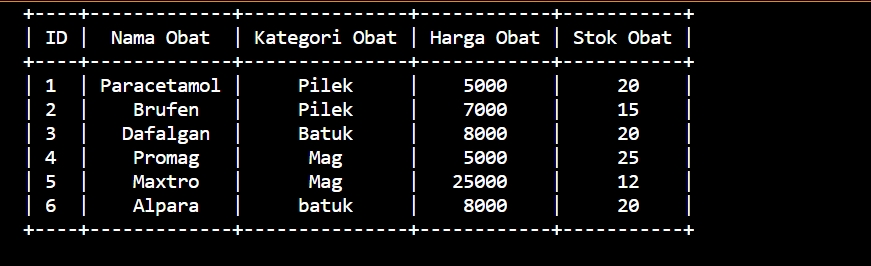 +----+-------------+---------------+------------+-----------+
| ID |  Nama Obat  | Kategori Obat | Harga Obat | Stok Obat |
+----+-------------+---------------+------------+-----------+
| 1  | Paracetamol |     Pilek     |    5000    |     20    |
| 2  |    Brufen   |     Pilek     |    7000    |     15    |
| 3  |   Dafalgan  |     Batuk     |    8000    |     20    |
| 4  |    Promag   |      Mag      |    5000    |     25    |
| 5  |    Maxtro   |      Mag      |   25000    |     12    |
| 6  |    Alpara   |     batuk     |    8000    |     20    |
+----+-------------+---------------+------------+-----------+